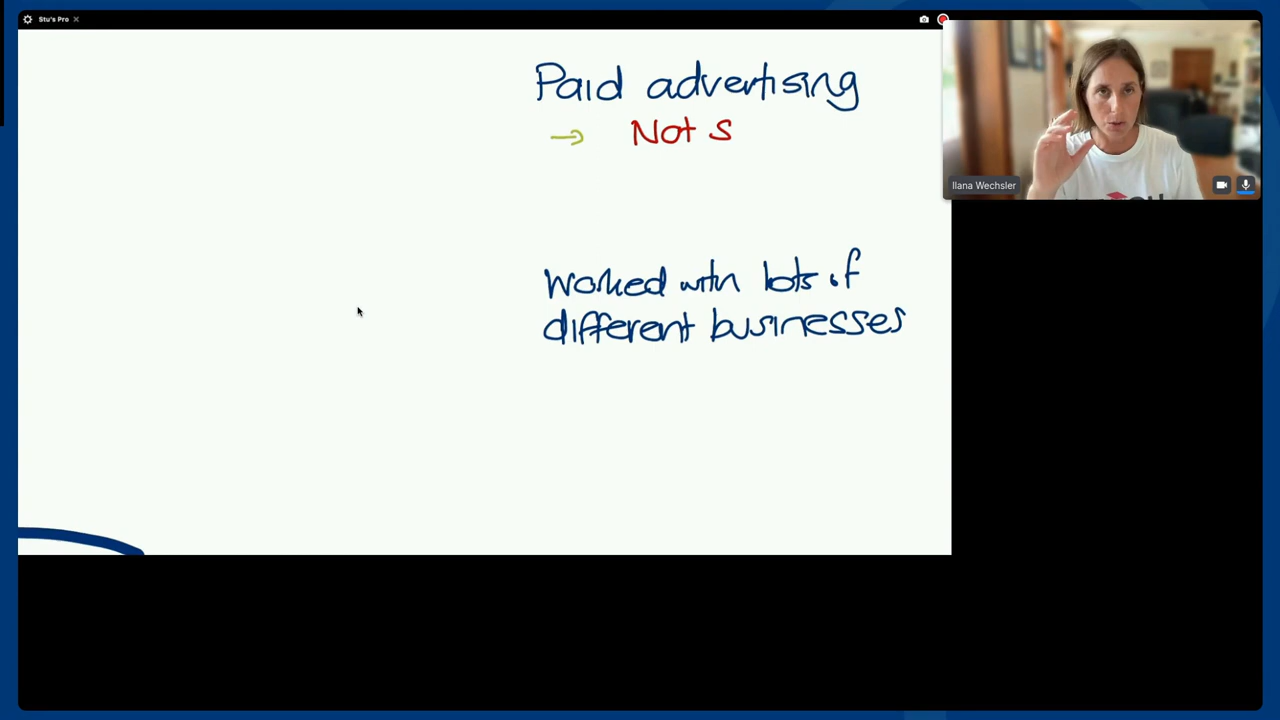 Stu's Pro
Paid advertising
→ Not s
Worked with lots of
different businesses
Ilana Wechsler